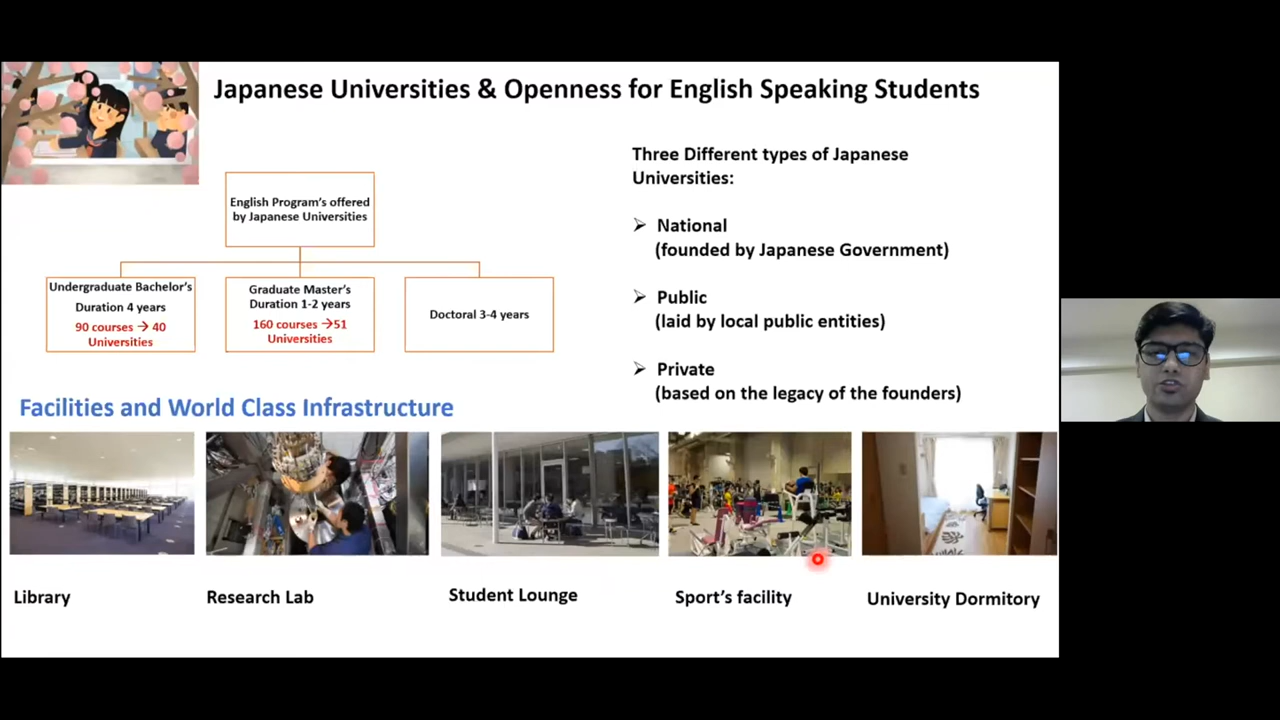 Japanese Universities & Openness for English Speaking Students
English Program's offered
by Japanese Universities
Undergraduate Bachelor's
Duration 4 years
90 courses → 40
Universities
Graduate Master's
Duration 1-2 years
160 courses →51
Universities
Doctoral 3-4 years
Three Different types of Japanese
Universities:
➢ National
(founded by Japanese Government)
➢ Public
(laid by local public entities)
➢ Private
(based on the legacy of the founders)
Facilities and World Class Infrastructure
Library
Research Lab
Student Lounge
Sport's facility
University Dormitory